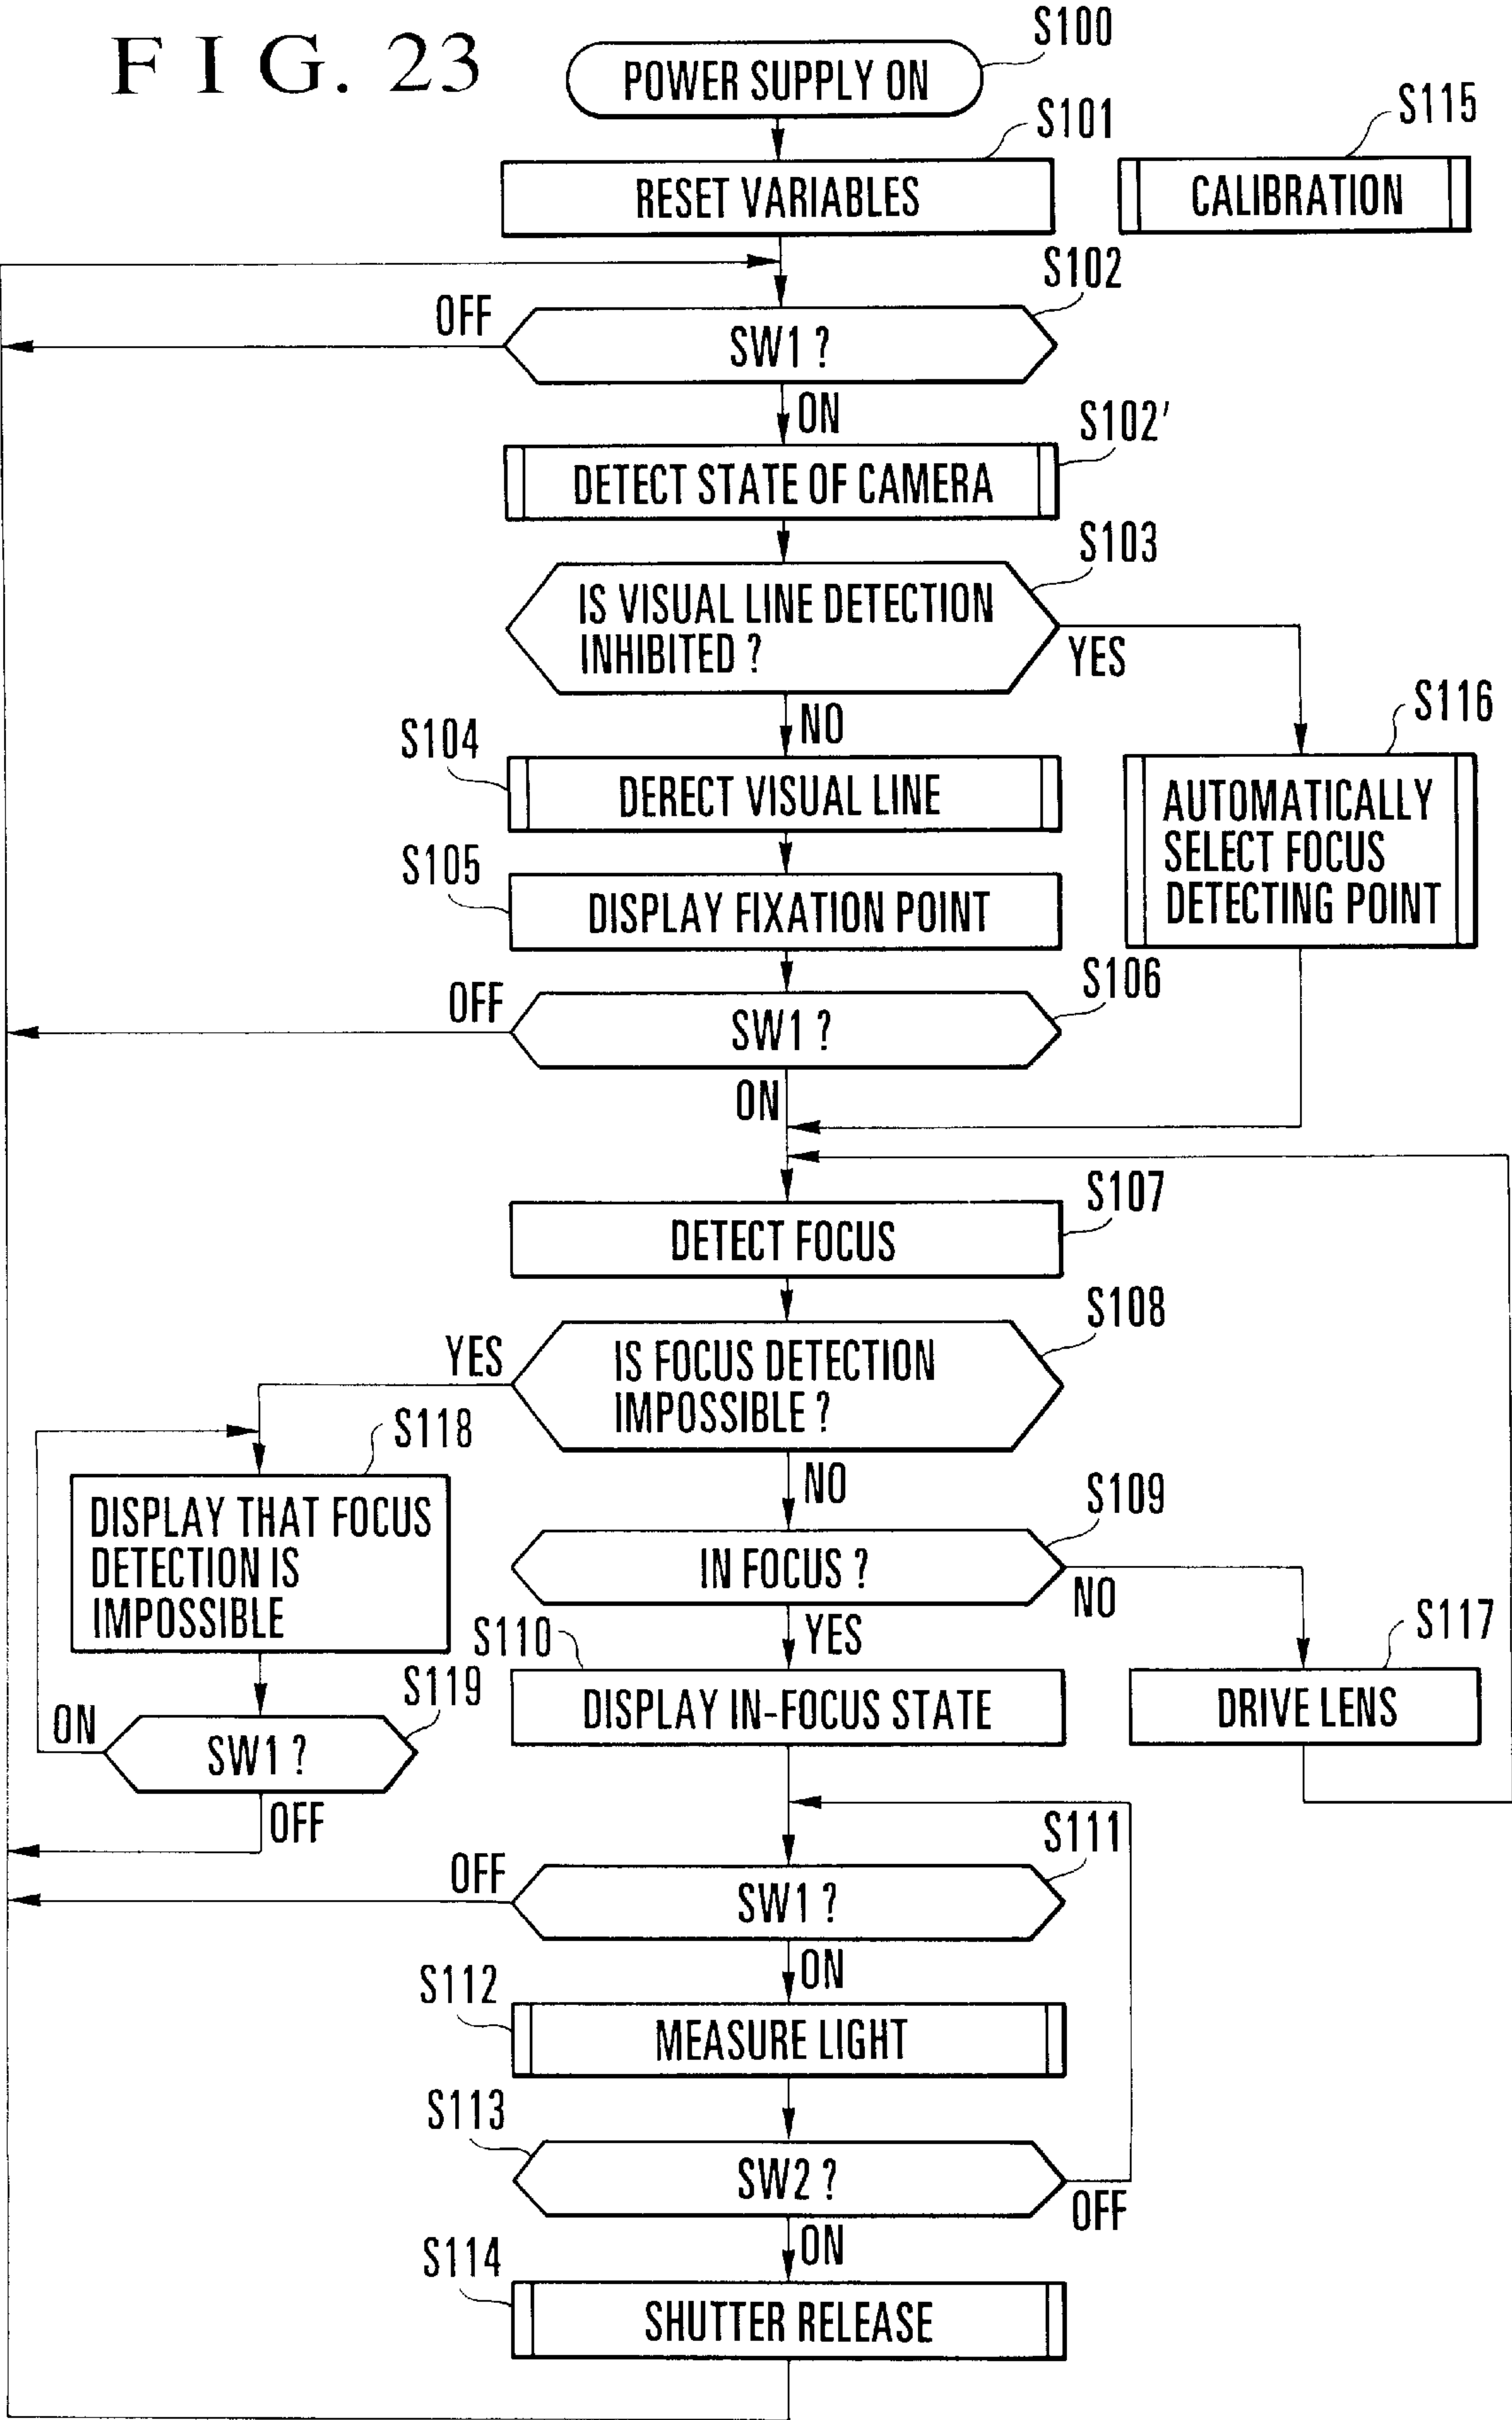 FIG. 23
S100
POWER SUPPLY ON
S101
RESET VARIABLES
S115
CALIBRATION
S102
OFF
SW1 ?
ON
S102'
DETECT STATE OF CAMERA
S103
IS VISUAL LINE DETECTION
INHIBITED ?
YES
NO
S104
DERECT VISUAL LINE
S116
AUTOMATICALLY
SELECT FOCUS
DETECTING POINT
S105
DISPLAY FIXATION POINT
S106
OFF
SW1 ?
ON
S107
DETECT FOCUS
S108
YES
IS FOCUS DETECTION
IMPOSSIBLE ?
NO
S118
DISPLAY THAT FOCUS
DETECTION IS
IMPOSSIBLE
S109
IN FOCUS ?
NO
YES
S110
DISPLAY IN-FOCUS STATE
S117
DRIVE LENS
S119
ON
SW1 ?
OFF
S111
OFF
SW1 ?
ON
S112
MEASURE LIGHT
S113
SW2 ?
OFF
ON
S114
SHUTTER RELEASE